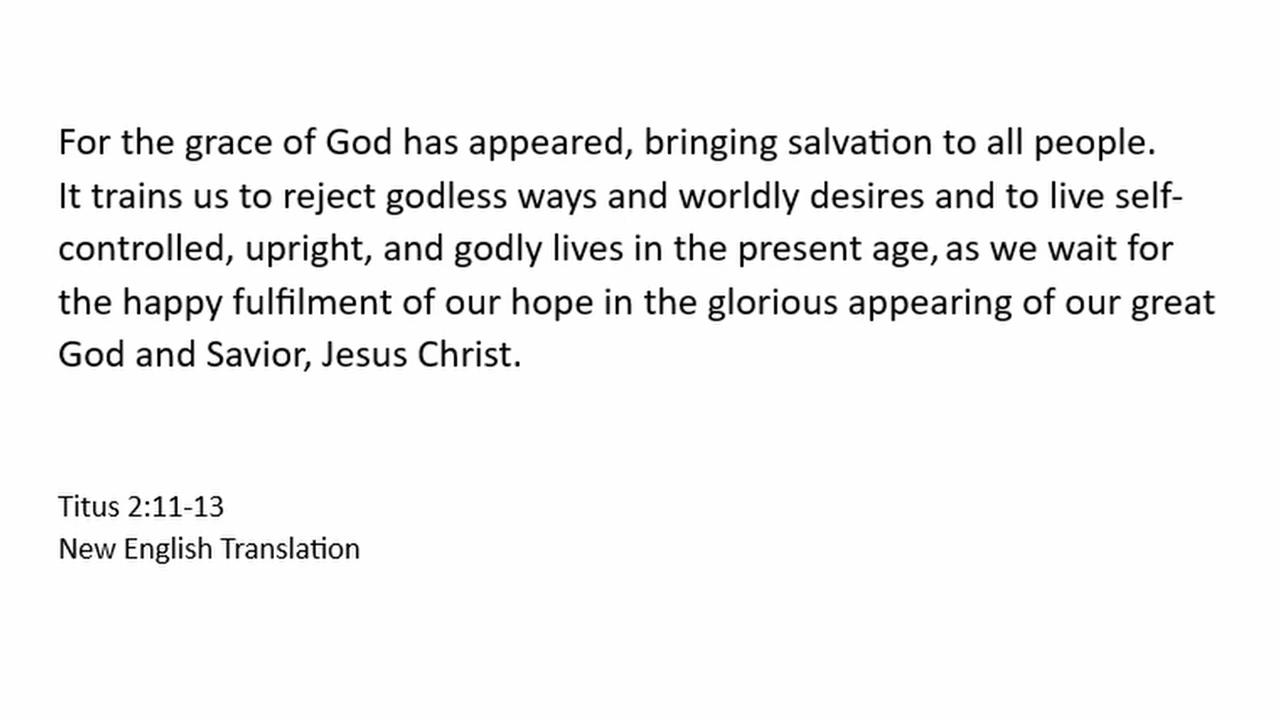 For the grace of God has appeared, bringing salvation to all people.
It trains us to reject godless ways and worldly desires and to live self-
controlled, upright, and godly lives in the present age, as we wait for
the happy fulfilment of our hope in the glorious appearing of our great
God and Savior, Jesus Christ.
Titus 2:11-13
New English Translation